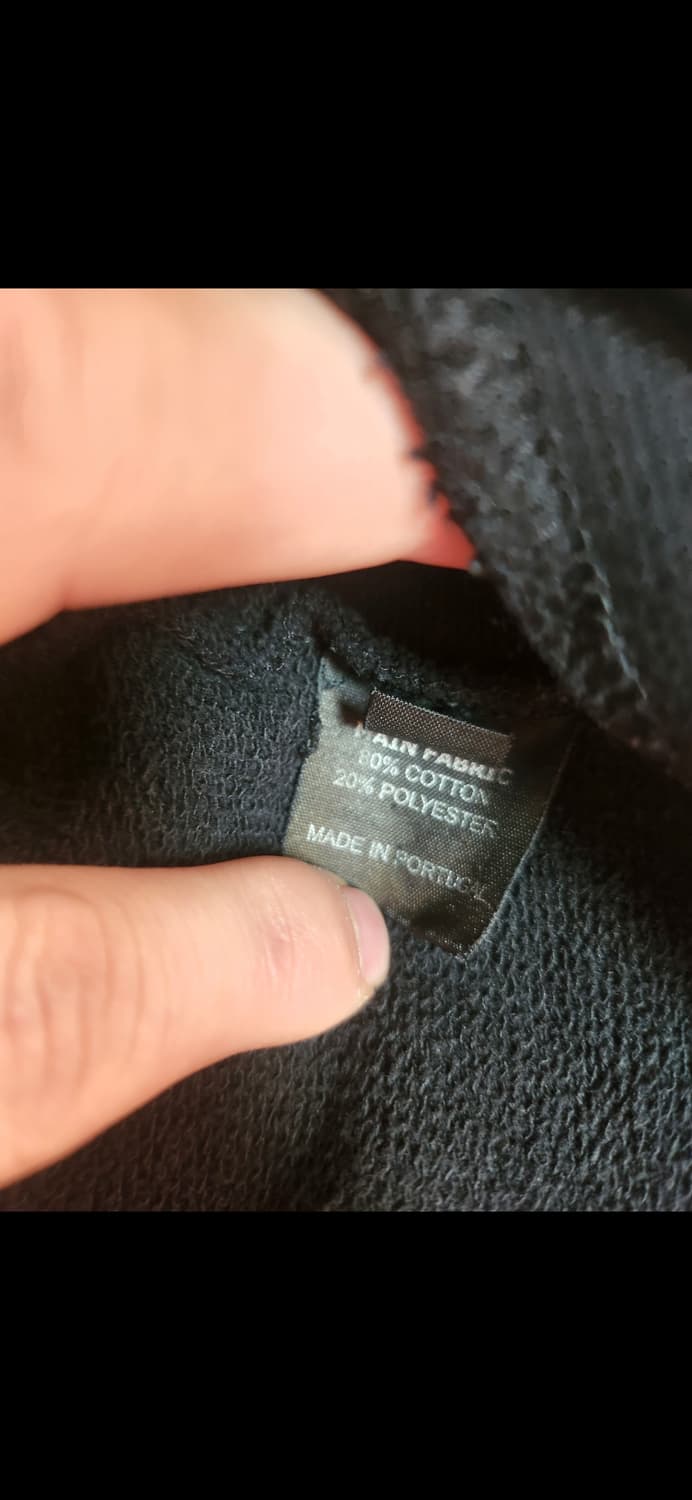 MAIN FABRIC
80% COTTON
20% POLYESTER
MADE IN PORTUGAL